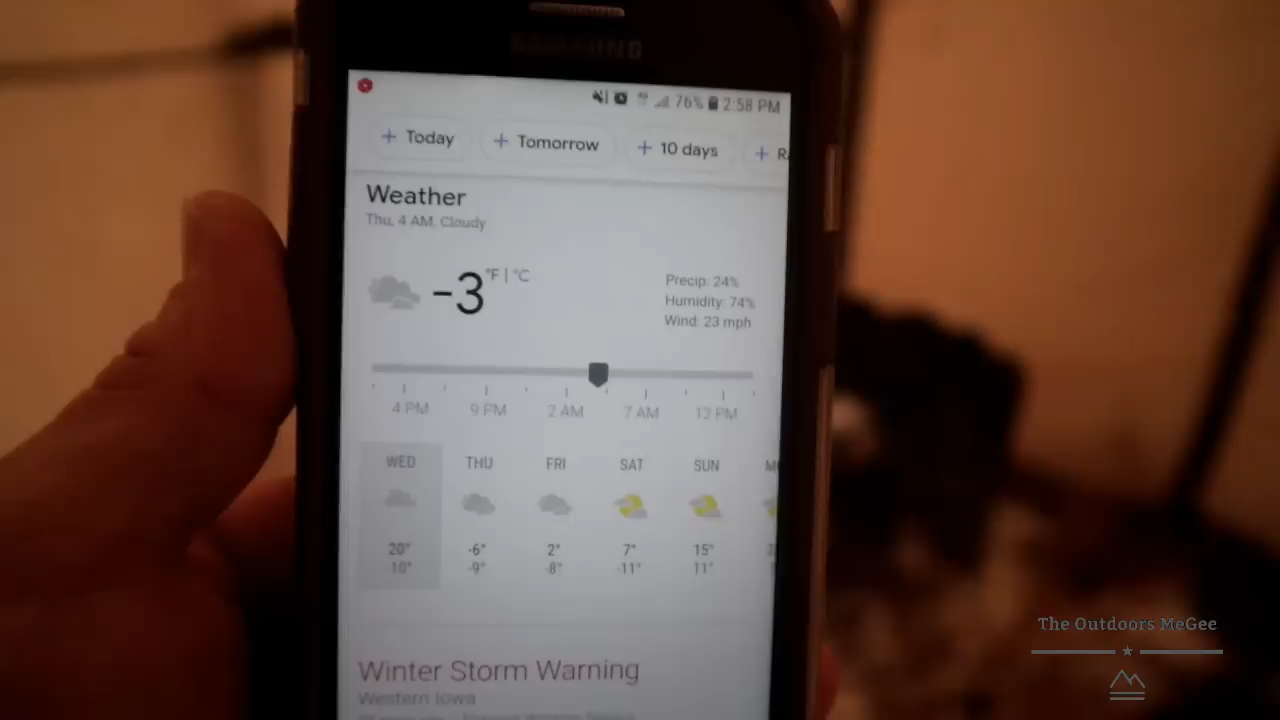 SAMSUNG
76% 2:58 PM
+ Today + Tomorrow + 10 days +
Weather
Thu, 4 AM, Cloudy
-3 °F | °C
Precip: 24%
Humidity: 74%
Wind: 23 mph
4 PM 9 PM 2 AM 7 AM 12 PM
WED THU FRI SAT SUN
20° -6° 2° 7° 15°
10° -9° -8° -11° 11°
Winter Storm Warning
Western Iowa
The Outdoors MeGee